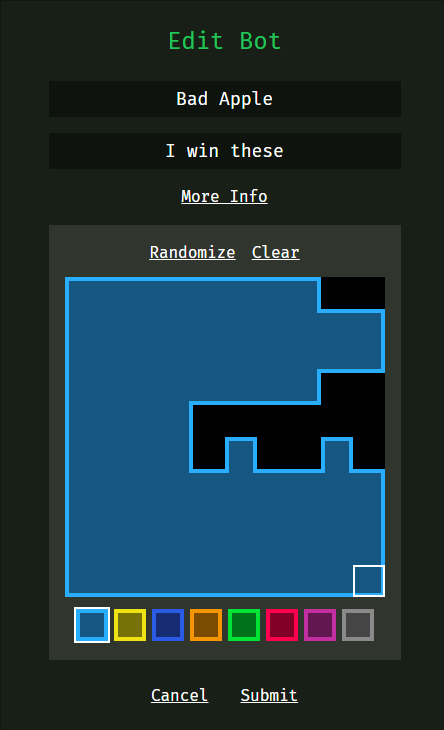 Edit Bot
Bad Apple
I win these
More Info
Randomize Clear
Cancel Submit